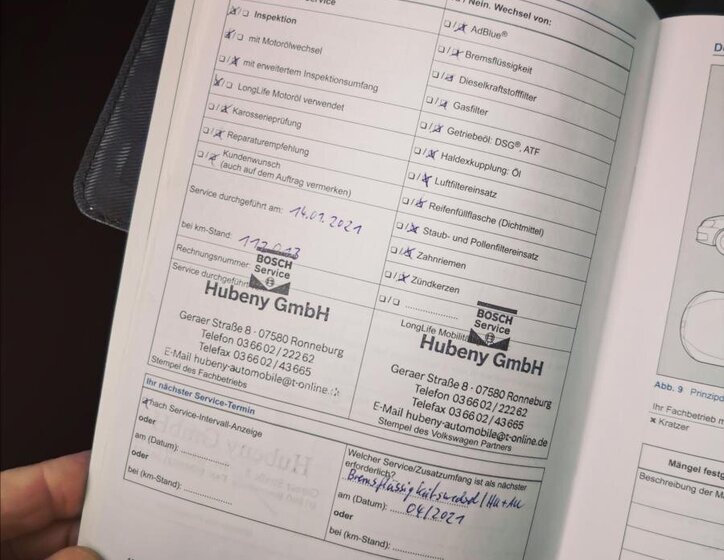 Service
Inspektion
mit Motorölwechsel
mit erweitertem Inspektionsumfang
LongLife Motoröl verwendet
Karosserieprüfung
Reparaturempfehlung
Kundenwunsch
(auch auf dem Auftrag vermerken)
Service durchgeführt am: 14.01.2021
bei km-Stand:
Rechnungsnummer
Service durchgeführt
BOSCH
Service
Hubeny GmbH
Geraer Straße 8 · 07580 Ronneburg
Telefon 03 66 02 / 222 62
Telefax 03 66 02 / 43 665
E-Mail hubeny-automobile@t-online.de
Stempel des Fachbetriebs
/ Nein. Wechsel von:
AdBlue®
Bremsflüssigkeit
Dieselkraftstofffilter
Gasfilter
Getriebeöl: DSG®, ATF
Haldexkupplung: Öl
Luftfiltereinsatz
Reifenfüllflasche (Dichtmittel)
Staub- und Pollenfiltereinsatz
Zahnriemen
Zündkerzen
LongLife
BOSCH
Service
Hubeny GmbH
Geraer Straße 8 · 07580 Ronneburg
Telefon 03 66 02 / 222 62
Telefax 03 66 02 / 43 665
E-Mail hubeny-automobile@t-online.de
Stempel des Volkswagen Partners
Ihr nächster Service-Termin
nach Service-Intervall-Anzeige
oder
am (Datum):
oder
bei (km-Stand):
Welcher Service/Zusatzumfang ist als nächster
erforderlich?
am (Datum): 04/2021
oder
bei (km-Stand):
Abb. 9
Ihr Fachbetrieb
Kratzer
Mängel
Beschreibung der